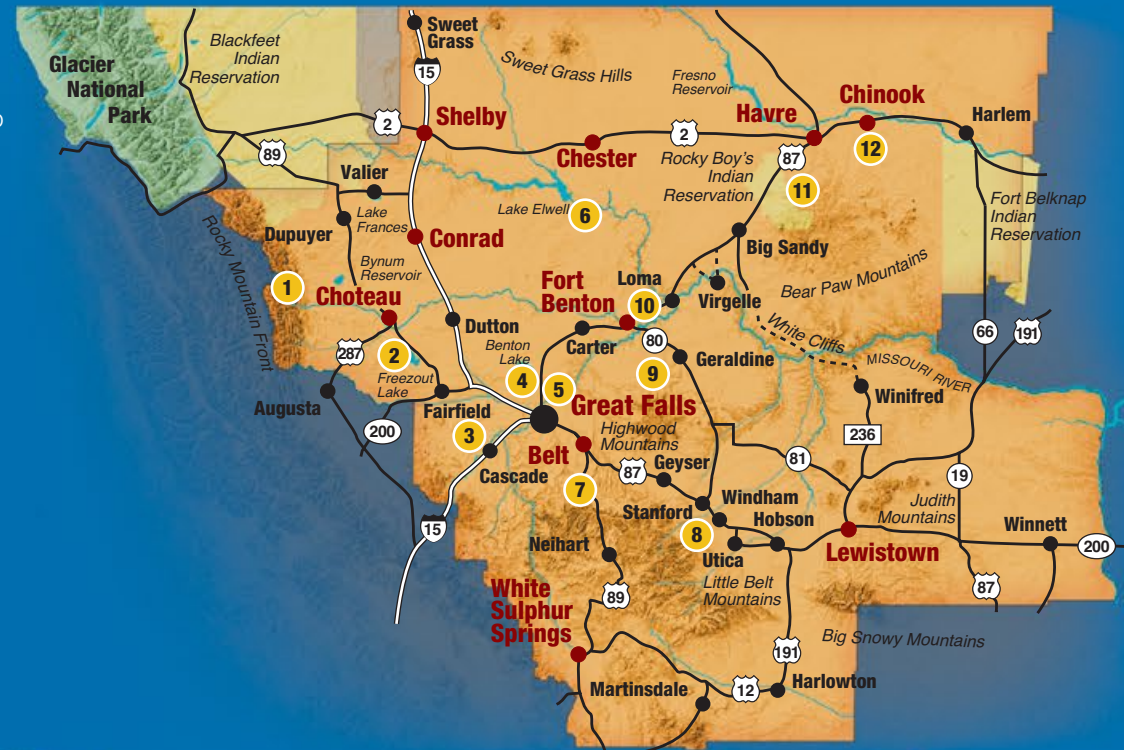 Sweet
Grass
Blackfeet
Indian
Reservation
Glacier
National
Park
15
Sweet Grass Hills
Fresno
Reservoir
Havre
Chinook
Harlem
2
Shelby
2
Chester
89
87
12
Rocky Boy's
Indian
Reservation
11
Valier
Lake
Frances
Dupuyer
Lake Elwell
6
Fort Belknap
Indian
Reservation
Conrad
Big Sandy
Rocky Mountain Front
Bynum
Reservoir
1
Choteau
Fort
Benton
Loma
10
Virgelle
Bear Paw Mountains
Dutton
Benton
Lake
Carter
80
White Cliffs
66
191
287
2
Freezout
Lake
4
5
9
Geraldine
MISSOURI RIVER
Winifred
Augusta
200
Fairfield
3
Great Falls
Highwood
Mountains
236
Belt
Cascade
87
Geyser
81
19
7
Stanford
Windham
Hobson
Judith
Mountains
Winnett
15
8
Utica
Lewistown
200
Neihart
Little Belt
Mountains
87
89
White
Sulphur
Springs
191
Big Snowy Mountains
Martinsdale
12
Harlowton